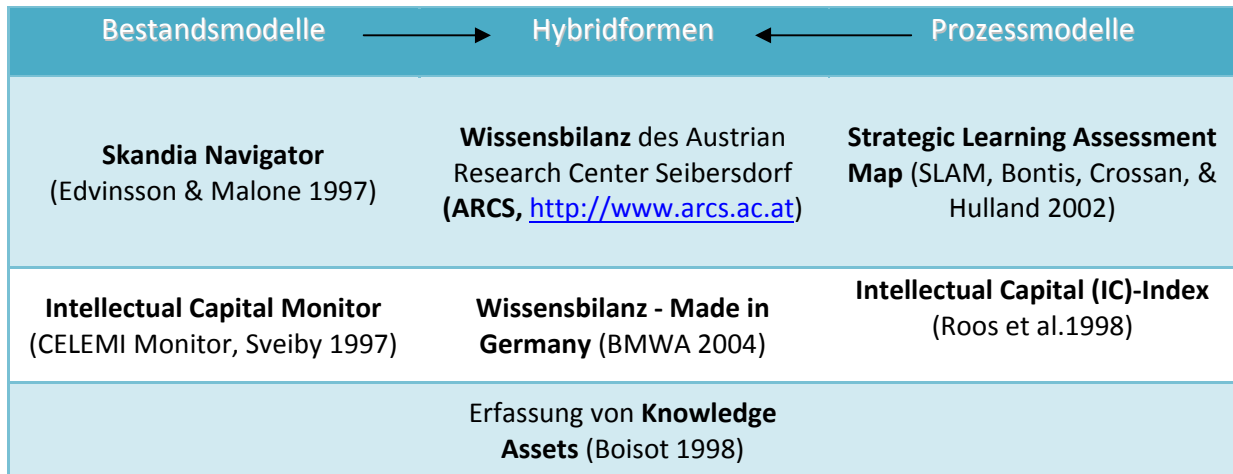 Bestandsmodelle
Hybridformen
Prozessmodelle
Skandia Navigator
(Edvinsson & Malone 1997)
Wissensbilanz des Austrian
Research Center Seibersdorf
(ARCS, http://www.arcs.ac.at)
Strategic Learning Assessment
Map (SLAM, Bontis, Crossan, &
Hulland 2002)
Intellectual Capital Monitor
(CELEMI Monitor, Sveiby 1997)
Wissensbilanz - Made in
Germany (BMWA 2004)
Intellectual Capital (IC)-Index
(Roos et al.1998)
Erfassung von Knowledge
Assets (Boisot 1998)